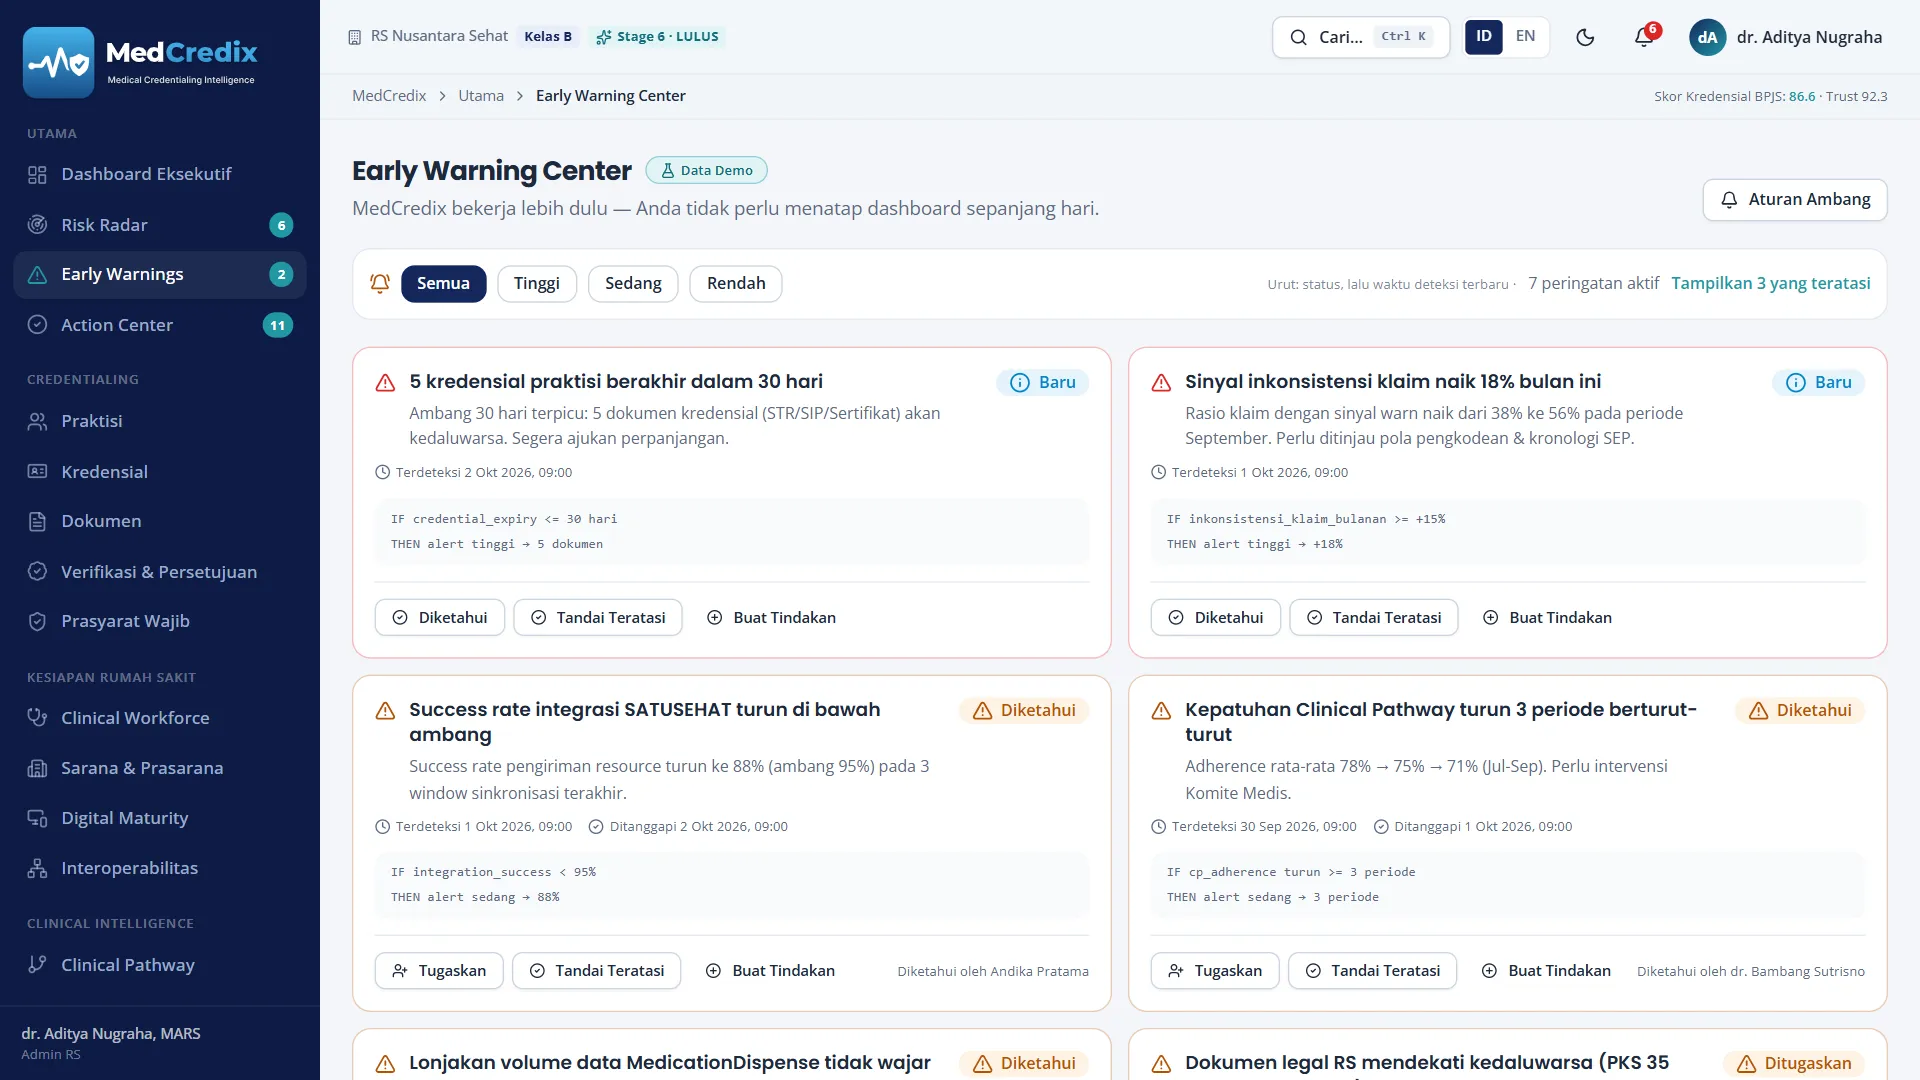 MedCredix
Medical Credentialing Intelligence
UTAMA
Dashboard Eksekutif
Risk Radar
6
Early Warnings
2
Action Center
11
CREDENTIALING
Praktisi
Kredensial
Dokumen
Verifikasi & Persetujuan
Prasyarat Wajib
KESIAPAN RUMAH SAKIT
Clinical Workforce
Sarana & Prasarana
Digital Maturity
Interoperabilitas
CLINICAL INTELLIGENCE
Clinical Pathway
dr. Aditya Nugraha, MARS
Admin RS
RS Nusantara Sehat
Kelas B
Stage 6 · LULUS
Cari...
Ctrl K
ID
EN
6
dA
dr. Aditya Nugraha
MedCredix > Utama > Early Warning Center
Skor Kredensial BPJS: 86.6 · Trust 92.3
Early Warning Center
Data Demo
MedCredix bekerja lebih dulu — Anda tidak perlu menatap dashboard sepanjang hari.
Aturan Ambang
Semua
Tinggi
Sedang
Rendah
Urut: status, lalu waktu deteksi terbaru ·
7 peringatan aktif
Tampilkan 3 yang teratasi
5 kredensial praktisi berakhir dalam 30 hari
Baru
Ambang 30 hari terpicu: 5 dokumen kredensial (STR/SIP/Sertifikat) akan
kedaluwarsa. Segera ajukan perpanjangan.
Terdeteksi 2 Okt 2026, 09:00
IF credential_expiry <= 30 hari
THEN alert tinggi → 5 dokumen
Diketahui
Tandai Teratasi
Buat Tindakan
Sinyal inkonsistensi klaim naik 18% bulan ini
Baru
Rasio klaim dengan sinyal warn naik dari 38% ke 56% pada periode
September. Perlu ditinjau pola pengkodean & kronologi SEP.
Terdeteksi 1 Okt 2026, 09:00
IF inkonsistensi_klaim_bulanan >= +15%
THEN alert tinggi → +18%
Diketahui
Tandai Teratasi
Buat Tindakan
Success rate integrasi SATUSEHAT turun di bawah
ambang
Diketahui
Success rate pengiriman resource turun ke 88% (ambang 95%) pada 3
window sinkronisasi terakhir.
Terdeteksi 1 Okt 2026, 09:00
Ditanggapi 2 Okt 2026, 09:00
IF integration_success < 95%
THEN alert sedang → 88%
Tugaskan
Tandai Teratasi
Buat Tindakan
Diketahui oleh Andika Pratama
Kepatuhan Clinical Pathway turun 3 periode berturut-
turut
Diketahui
Adherence rata-rata 78% → 75% → 71% (Jul-Sep). Perlu intervensi
Komite Medis.
Terdeteksi 30 Sep 2026, 09:00
Ditanggapi 1 Okt 2026, 09:00
IF cp_adherence turun >= 3 periode
THEN alert sedang → 3 periode
Tugaskan
Tandai Teratasi
Buat Tindakan
Diketahui oleh dr. Bambang Sutrisno
Lonjakan volume data MedicationDispense tidak wajar
Diketahui
Dokumen legal RS mendekati kedaluwarsa (PKS 35
Ditugaskan